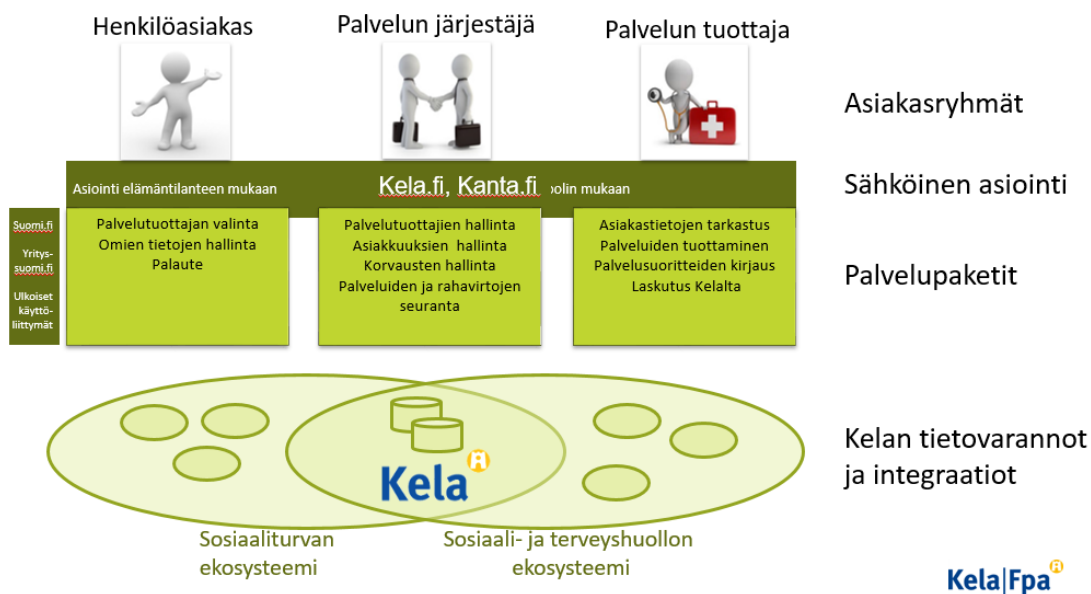 Henkilöasiakas
Palvelun järjestäjä
Palvelun tuottaja
Asiakasryhmät
Asiointi elämäntilanteen mukaan
Kela.fi, Kanta.fi
oolin mukaan
Sähköinen asiointi
Suomi.fi
Yritys-
suomi.fi
Ulkoiset
käyttö-
liittymät
Palvelutuottajan valinta
Omien tietojen hallinta
Palaute
Palvelutuottajien hallinta
Asiakkuuksien hallinta
Korvausten hallinta
Palveluiden ja rahavirtojen
seuranta
Asiakastietojen tarkastus
Palveluiden tuottaminen
Palvelusuoritteiden kirjaus
Laskutus Kelalta
Palvelupaketit
Kela
Kelan tietovarannot
ja integraatiot
Sosiaaliturvan
ekosysteemi
Sosiaali- ja terveyshuollon
ekosysteemi
Kela|Fpa